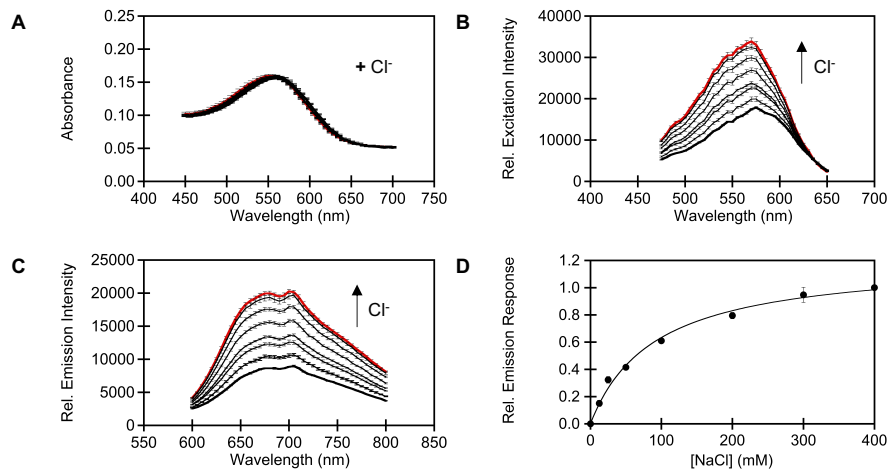 A
Absorbance
0.25
0.20
0.15
0.10
0.05
0.00
+ Cl-
400 450 500 550 600 650 700 750
Wavelength (nm)
B
Rel. Excitation Intensity
40000
30000
20000
10000
0
Cl-
400 450 500 550 600 650 700
Wavelength (nm)
C
Rel. Emission Intensity
25000
20000
15000
10000
5000
0
Cl-
550 600 650 700 750 800 850
Wavelength (nm)
D
Rel. Emission Response
1.2
1.0
0.8
0.6
0.4
0.2
0.0
0 100 200 300 400
[NaCl] (mM)